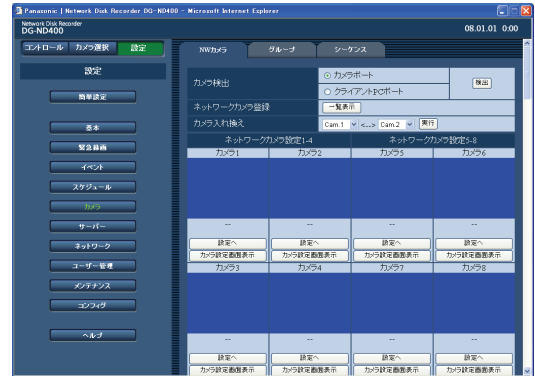 Panasonic | Network Disk Recorder DG-ND400 - Microsoft Internet Explorer
Network Disk Recorder
DG-ND400
08.01.01 0:00
コントロール カメラ選択 設定
NWカメラ グループ シーケンス
設定
簡単設定
基本
緊急録画
イベント
スケジュール
カメラ
サーバー
ネットワーク
ユーザー管理
メンテナンス
コンフィグ
ヘルプ
カメラ検出
カメラポート
クライアントPCポート
検出
ネットワークカメラ登録 一覧表示
カメラ入れ換え Cam.1 <...> Cam.2 実行
ネットワークカメラ設定1-4 ネットワークカメラ設定5-8
カメラ1 カメラ2 カメラ5 カメラ6
-- -- -- --
設定へ 設定へ 設定へ 設定へ
カメラ設定画面表示 カメラ設定画面表示 カメラ設定画面表示 カメラ設定画面表示
カメラ3 カメラ4 カメラ7 カメラ8
-- -- -- --
設定へ 設定へ 設定へ 設定へ
カメラ設定画面表示 カメラ設定画面表示 カメラ設定画面表示 カメラ設定画面表示